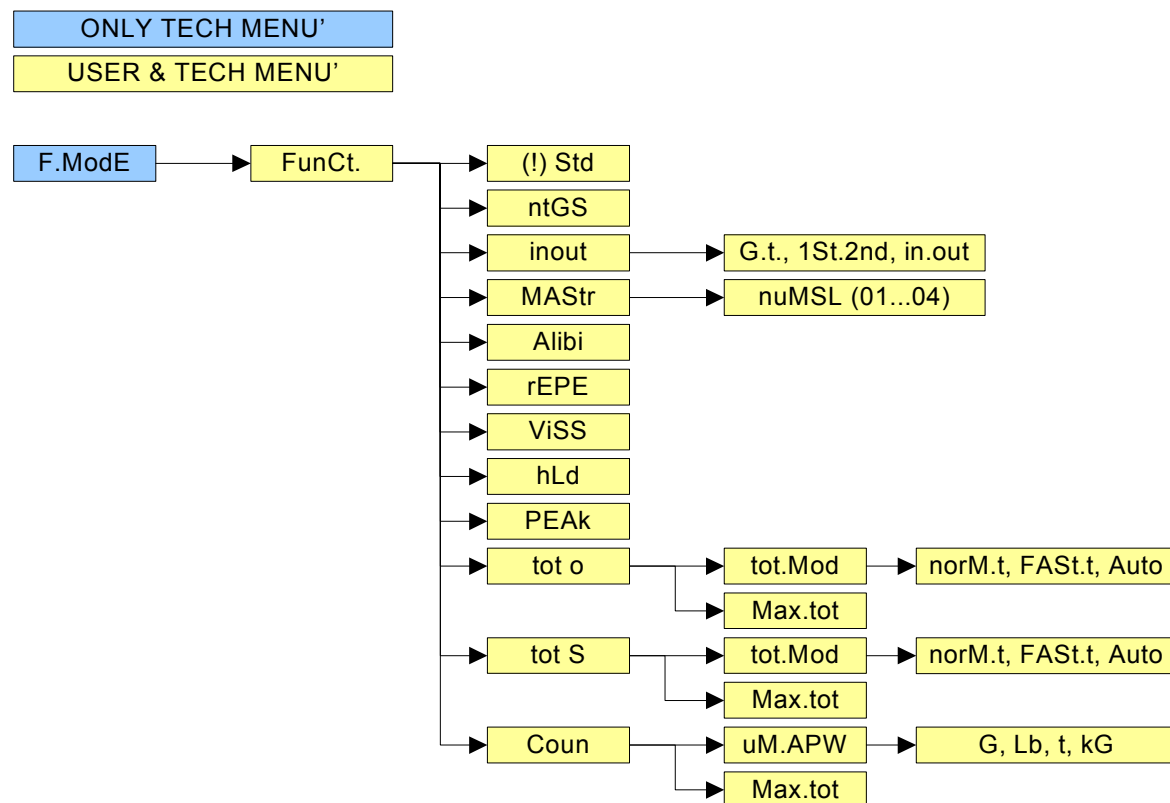 ONLY TECH MENU’
USER & TECH MENU’
F.ModE
FunCt.
(!) Std
ntGS
inout
G.t., 1St.2nd, in.out
MAStr
nuMSL (01...04)
Alibi
rEPE
ViSS
hLd
PEAk
tot o
tot.Mod
norM.t, FASt.t, Auto
Max.tot
tot S
tot.Mod
norM.t, FASt.t, Auto
Max.tot
Coun
uM.APW
G, Lb, t, kG
Max.tot